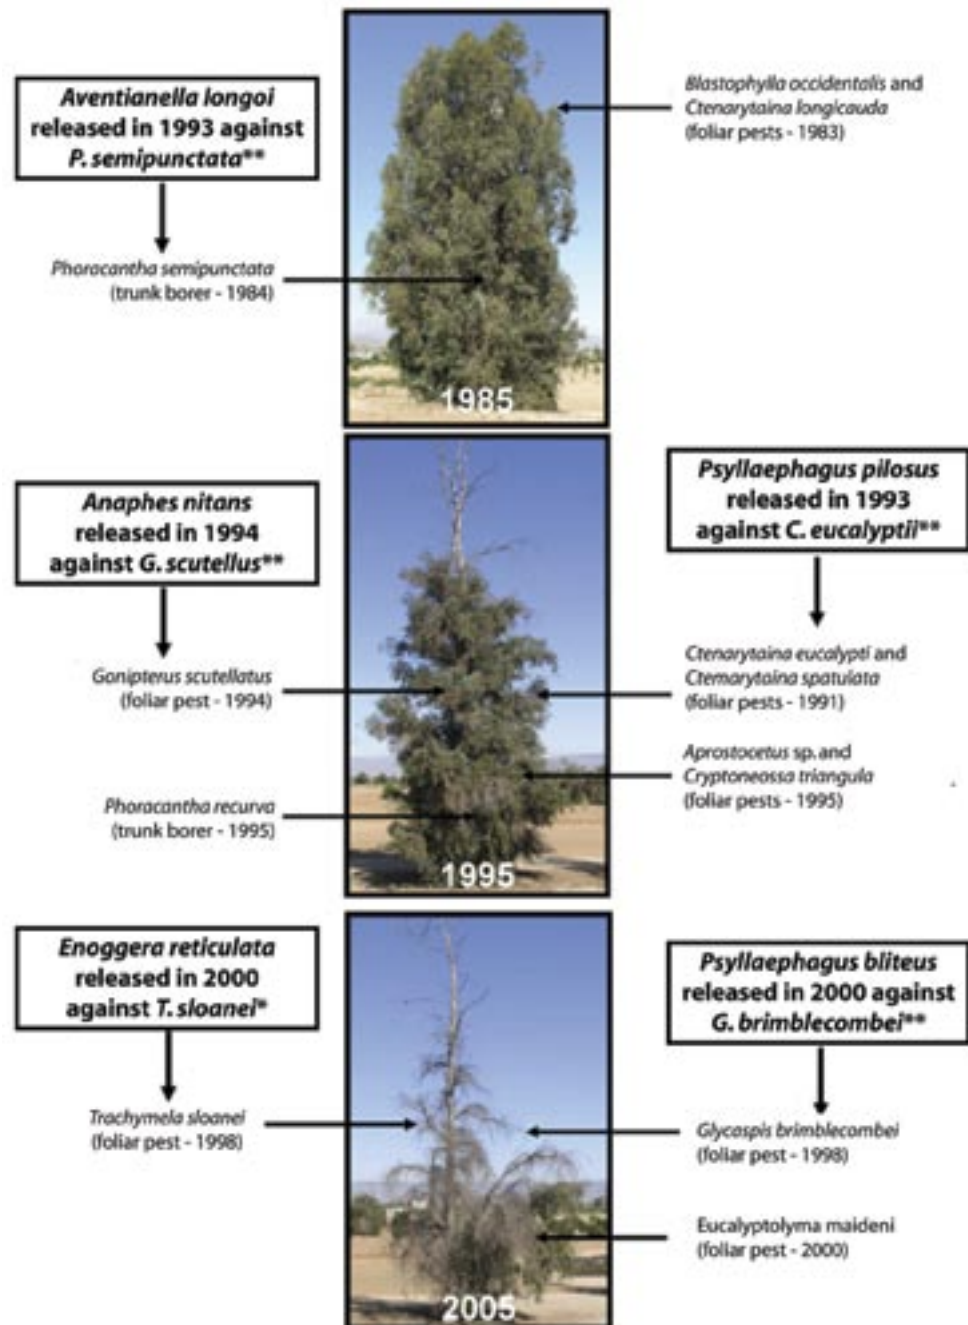 Aventianella longoi
released in 1993 against
P. semipunctata**
Blastophylla occidentalis and
Ctenarytaina longicauda
(foliar pests - 1983)
Phoracantha semipunctata
(trunk borer - 1984)
1985
Anaphes nitans
released in 1994
against G. scutellus**
Psyllaephagus pilosus
released in 1993
against C. eucalyptii**
Gonipterus scutellatus
(foliar pest - 1994)
Ctenarytaina eucalypti and
Ctemarytaina spatulata
(foliar pests - 1991)
Aprostocetus sp. and
Cryptoneossa triangula
(foliar pests - 1995)
Phoracantha recurva
(trunk borer - 1995)
1995
Enoggera reticulata
released in 2000
against T. sloanei*
Psyllaephagus bliteus
released in 2000 against
G. brimblecombei**
Trachymela sloanei
(foliar pest - 1998)
Glycaspis brimblecombei
(foliar pest - 1998)
Eucalyptolyma maideni
(foliar pest - 2000)
2005